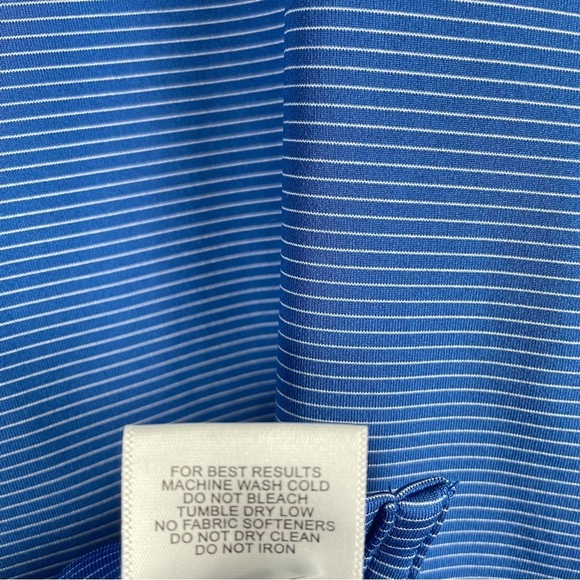 FOR BEST RESULTS
MACHINE WASH COLD
DO NOT BLEACH
TUMBLE DRY LOW
NO FABRIC SOFTENERS
DO NOT DRY CLEAN
DO NOT IRON